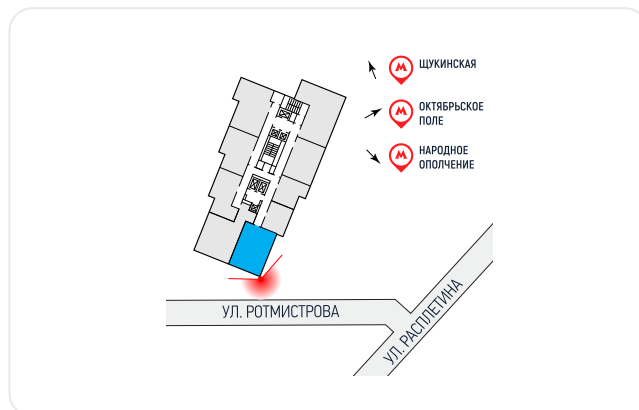 М ЩУКИНСКАЯ
М ОКТЯБРЬСКОЕ
ПОЛЕ
М НАРОДНОЕ
ОПОЛЧЕНИЕ
УЛ. РОТМИСТРОВА
УЛ. РАСПЛЕТИНА